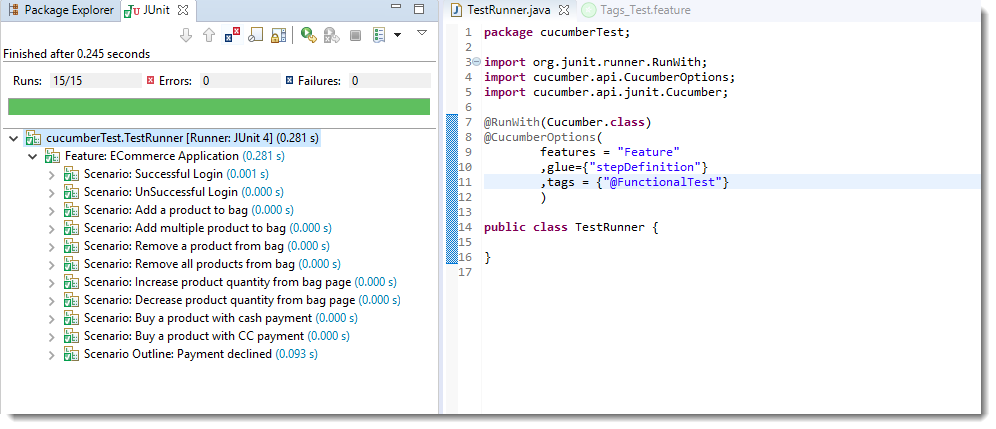 Package Explorer
JUnit
Finished after 0.245 seconds
Runs: 15/15 Errors: 0 Failures: 0
cucumberTest.TestRunner [Runner: JUnit 4] (0.281 s)
Feature: ECommerce Application (0.281 s)
Scenario: Successful Login (0.001 s)
Scenario: UnSuccessful Login (0.000 s)
Scenario: Add a product to bag (0.000 s)
Scenario: Add multiple product to bag (0.000 s)
Scenario: Remove a product from bag (0.000 s)
Scenario: Remove all products from bag (0.000 s)
Scenario: Increase product quantity from bag page (0.000 s)
Scenario: Decrease product quantity from bag page (0.000 s)
Scenario: Buy a product with cash payment (0.000 s)
Scenario: Buy a product with CC payment (0.000 s)
Scenario Outline: Payment declined (0.093 s)
TestRunner.java
Tags_Test.feature
1 package cucumberTest;
2
3 import org.junit.runner.RunWith;
4 import cucumber.api.CucumberOptions;
5 import cucumber.api.junit.Cucumber;
6
7 @RunWith(Cucumber.class)
8 @CucumberOptions(
9 features = "Feature"
10 ,glue={"stepDefinition"}
11 ,tags = {"@FunctionalTest"}
12 )
13
14 public class TestRunner {
15
16 }
17